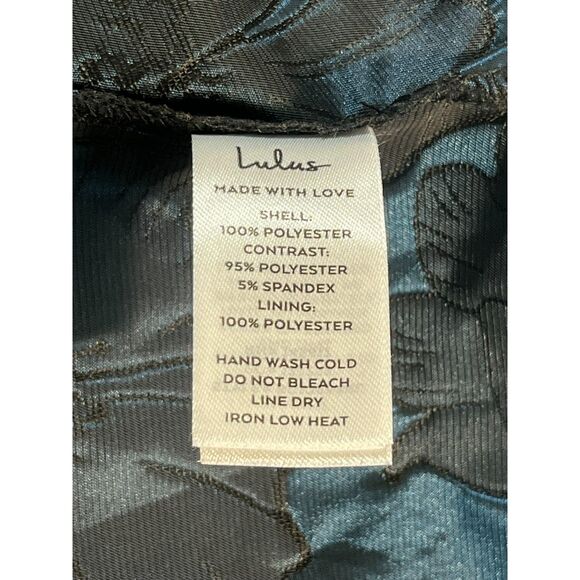 Lulus
MADE WITH LOVE
SHELL:
100% POLYESTER
CONTRAST:
95% POLYESTER
5% SPANDEX
LINING:
100% POLYESTER
HAND WASH COLD
DO NOT BLEACH
LINE DRY
IRON LOW HEAT